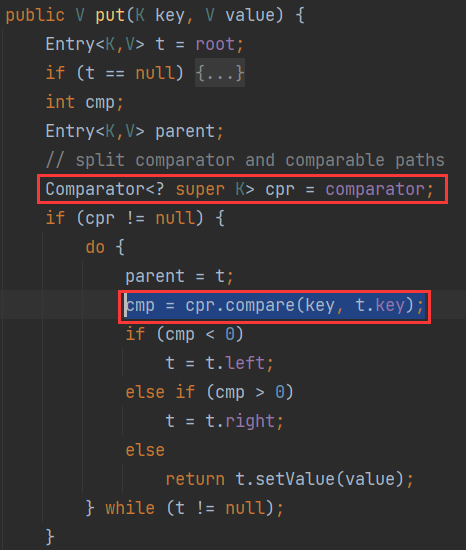 public V put(K key, V value) {
    Entry<K,V> t = root;
    if (t == null) {...}
    int cmp;
    Entry<K,V> parent;
    // split comparator and comparable paths
    Comparator<? super K> cpr = comparator;
    if (cpr != null) {
        do {
            parent = t;
            cmp = cpr.compare(key, t.key);
            if (cmp < 0)
                t = t.left;
            else if (cmp > 0)
                t = t.right;
            else
                return t.setValue(value);
        } while (t != null);
    }